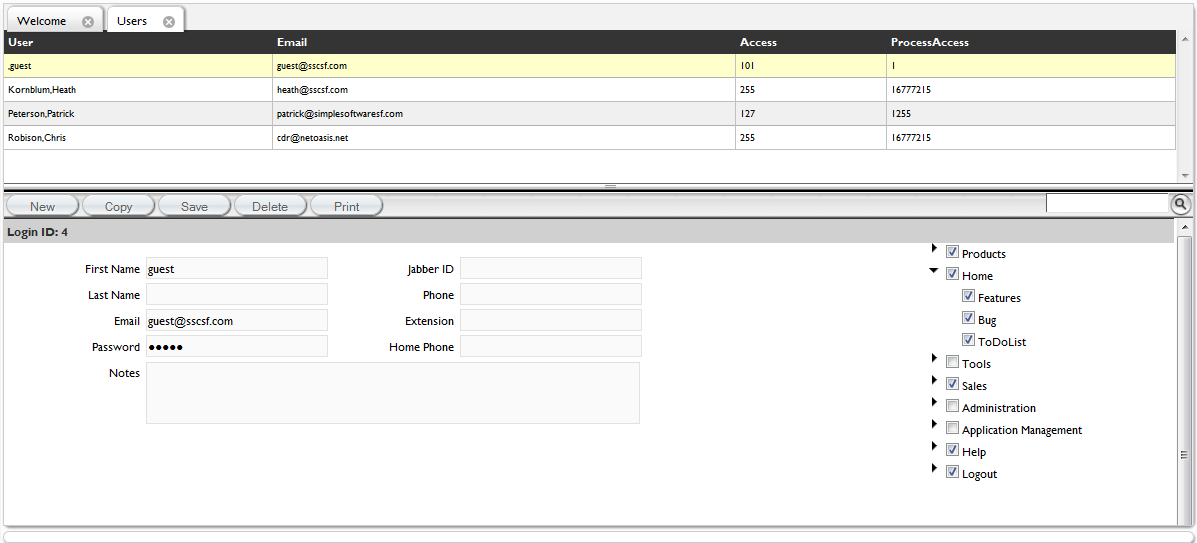 Welcome Users
User Email Access ProcessAccess
,guest guest@sscsf.com 101 1
Kornblum,Heath heath@sscsf.com 255 16777215
Peterson,Patrick patrick@simplesoftwaresf.com 127 1255
Robison,Chris cdr@netoasis.net 255 16777215
New Copy Save Delete Print
Login ID: 4
First Name guest Jabber ID
Last Name Phone
Email guest@sscsf.com Extension
Password ●●●●● Home Phone
Notes
Products
Home
Features
Bug
ToDoList
Tools
Sales
Administration
Application Management
Help
Logout